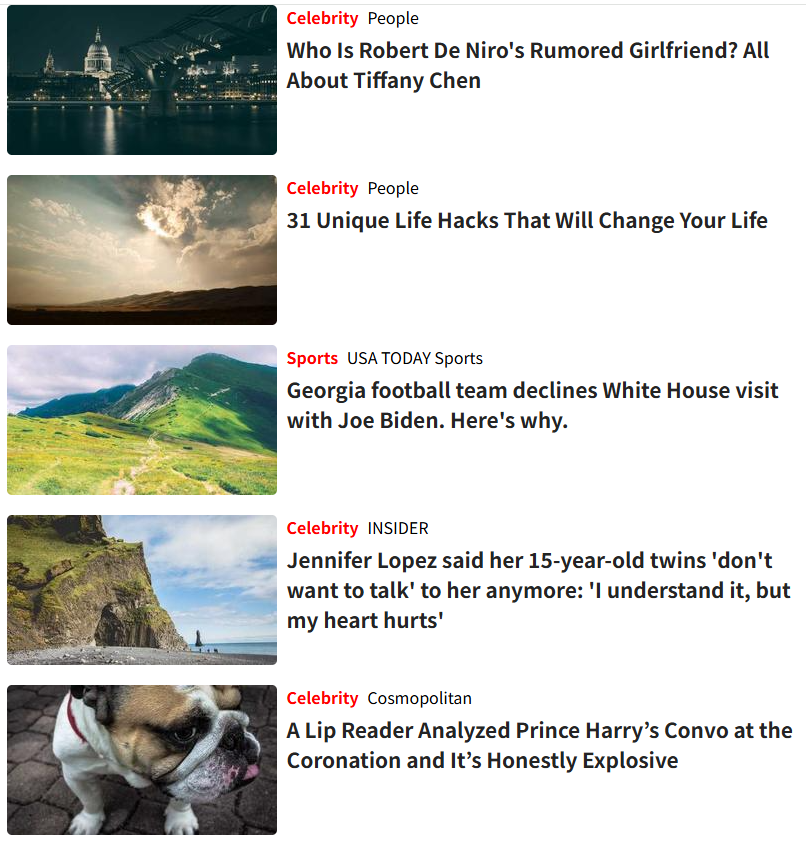 Celebrity People
Who Is Robert De Niro's Rumored Girlfriend? All
About Tiffany Chen
Celebrity People
31 Unique Life Hacks That Will Change Your Life
Sports USA TODAY Sports
Georgia football team declines White House visit
with Joe Biden. Here's why.
Celebrity INSIDER
Jennifer Lopez said her 15-year-old twins 'don't
want to talk' to her anymore: 'I understand it, but
my heart hurts'
Celebrity Cosmopolitan
A Lip Reader Analyzed Prince Harry’s Convo at the
Coronation and It’s Honestly Explosive